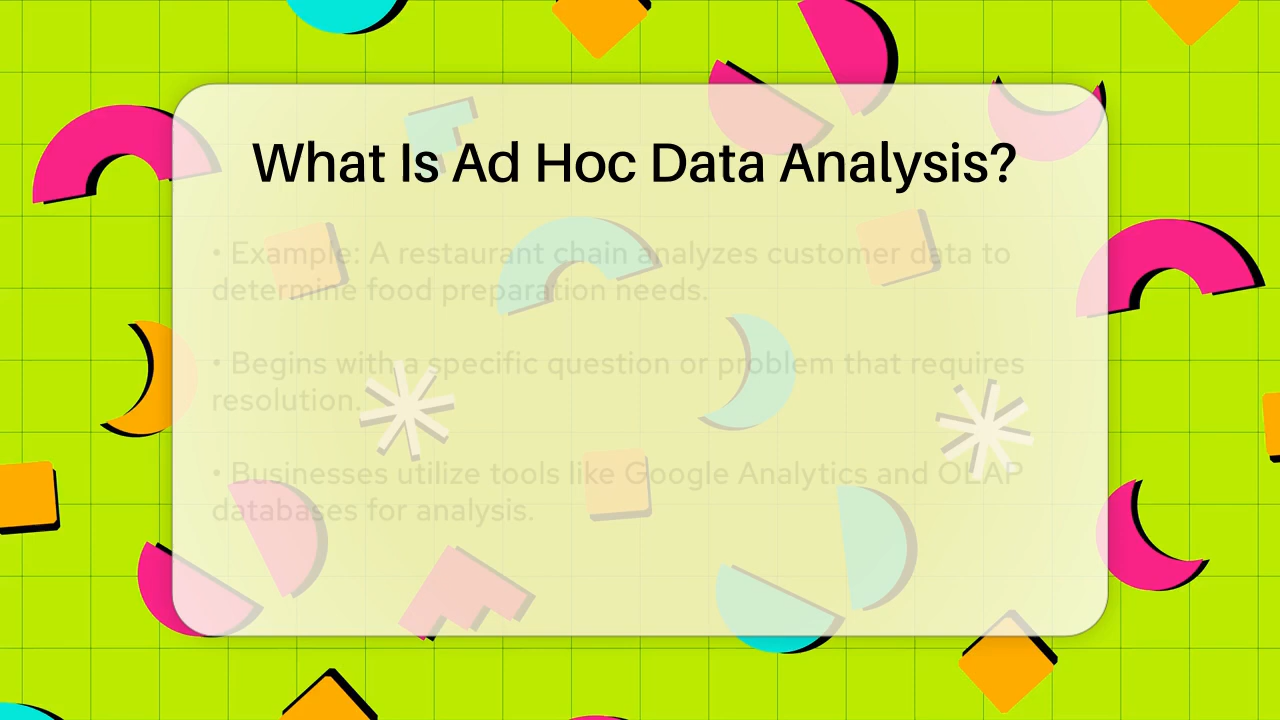 What Is Ad Hoc Data Analysis?
• Example: A restaurant chain analyzes customer data to
determine food preparation needs.
• Begins with a specific question or problem that requires
resolution.
• Businesses utilize tools like Google Analytics and OLAP
databases for analysis.